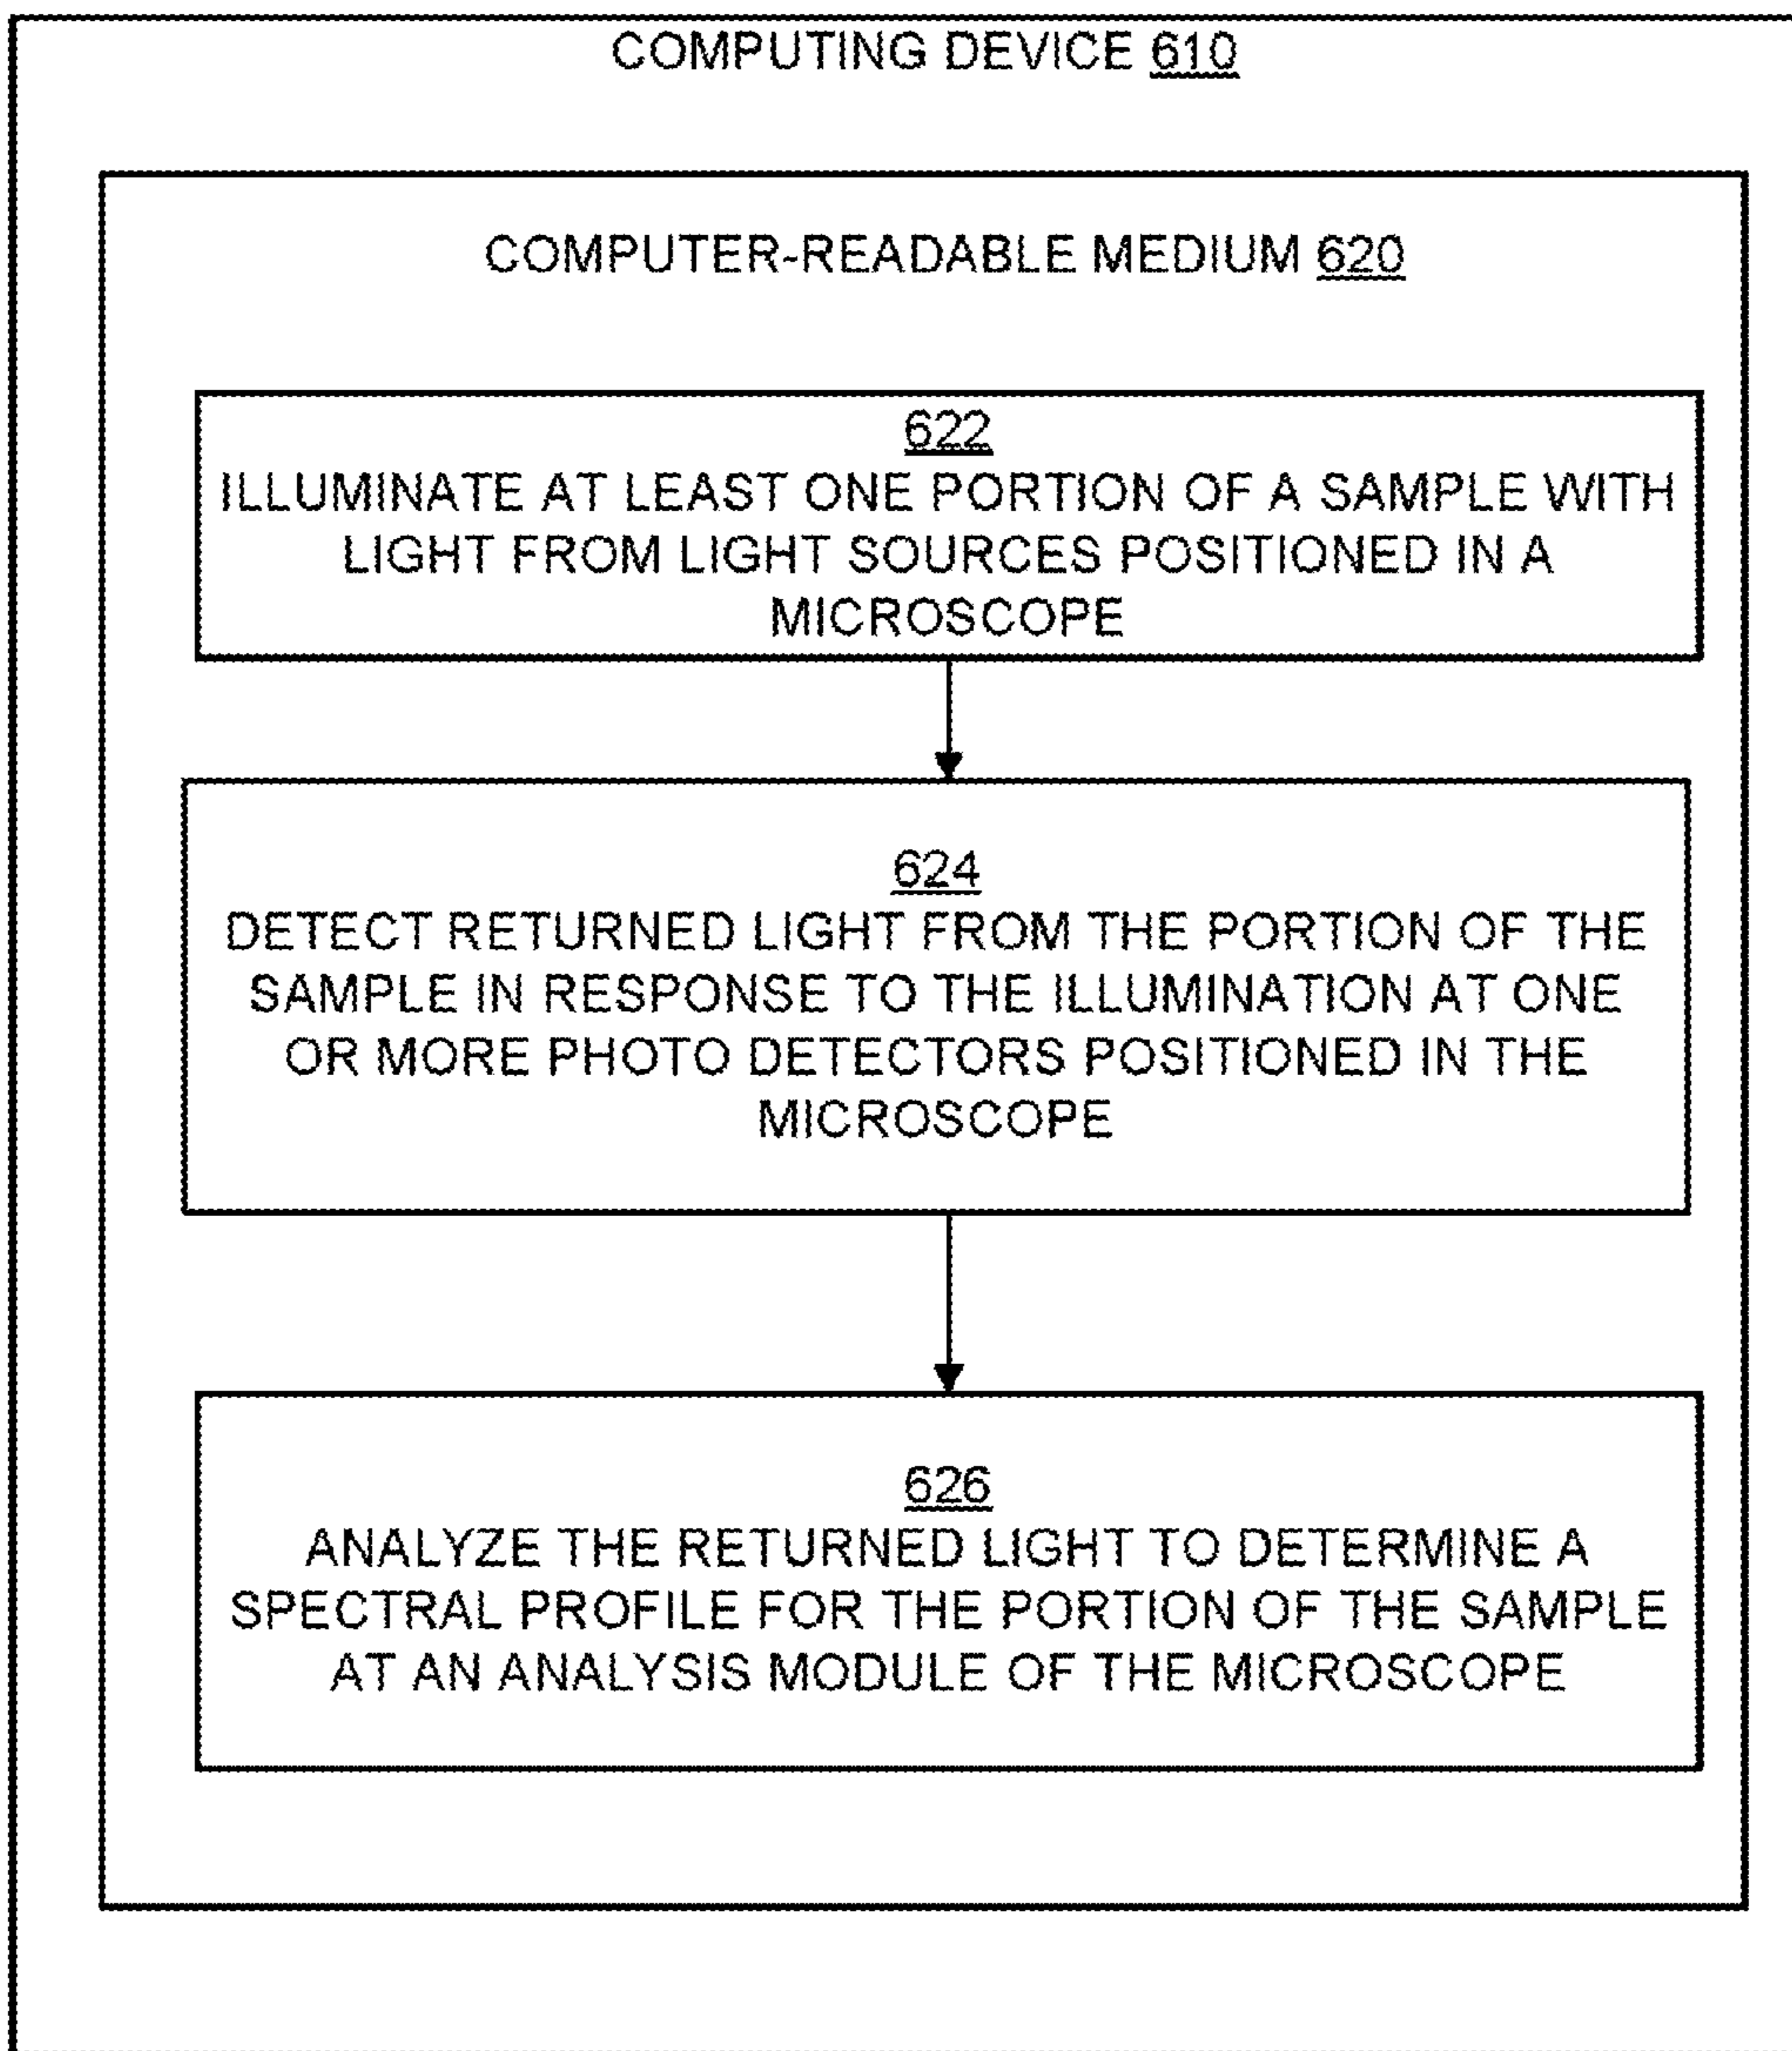 COMPUTING DEVICE 610
COMPUTER-READABLE MEDIUM 620
622
ILLUMINATE AT LEAST ONE PORTION OF A SAMPLE WITH
LIGHT FROM LIGHT SOURCES POSITIONED IN A
MICROSCOPE
624
DETECT RETURNED LIGHT FROM THE PORTION OF THE
SAMPLE IN RESPONSE TO THE ILLUMINATION AT ONE
OR MORE PHOTO DETECTORS POSITIONED IN THE
MICROSCOPE
626
ANALYZE THE RETURNED LIGHT TO DETERMINE A
SPECTRAL PROFILE FOR THE PORTION OF THE SAMPLE
AT AN ANALYSIS MODULE OF THE MICROSCOPE